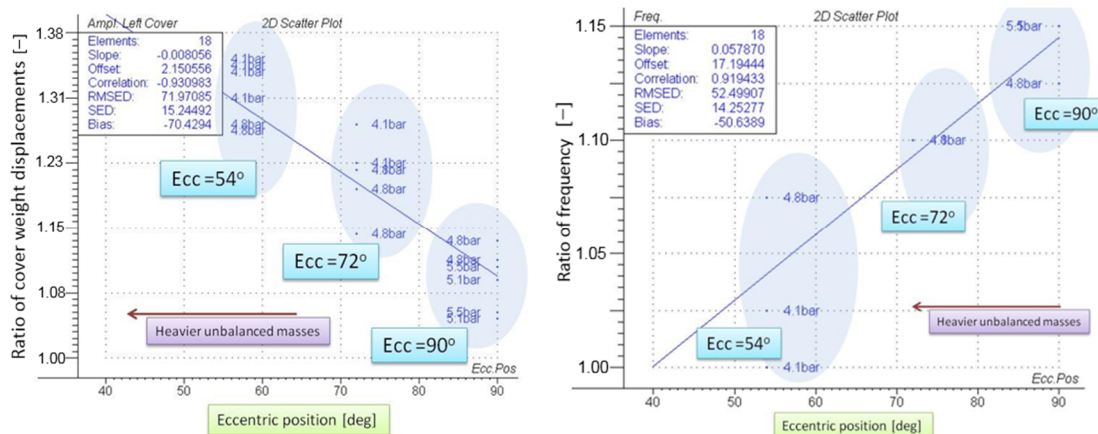 Ampl. Left Cover
2D Scatter Plot
Elements: 18
Slope: -0.008056
Offset: 2.150556
Correlation: -0.930983
RMSED: 71.97085
SED: 15.24492
Bias: -70.4294
Ratio of cover weight displacements [−]
1.38
1.31
1.23
1.15
1.08
1.00
4.1bar
4.1bar
4.1bar
4.8bar
4.8bar
4.1bar
4.1bar
4.8bar
4.8bar
4.8bar
4.8bar
4.8bar
5.5bar
5.1bar
5.5bar
5.1bar
Ecc =54°
Ecc =72°
Ecc =90°
Heavier unbalanced masses
Ecc.Pos
40 50 60 70 80 90
Eccentric position [deg]
Freq.
2D Scatter Plot
Elements: 18
Slope: 0.057870
Offset: 17.19444
Correlation: 0.919433
RMSED: 52.49907
SED: 14.25277
Bias: -50.6389
Ratio of frequency [−]
1.15
1.10
1.05
1.00
4.8bar
4.8bar
4.1bar
4.1bar
Ecc =90°
Ecc =72°
Ecc =54°
Heavier unbalanced masses
Ecc.Pos
40 50 60 70 80 90
Eccentric position [deg]